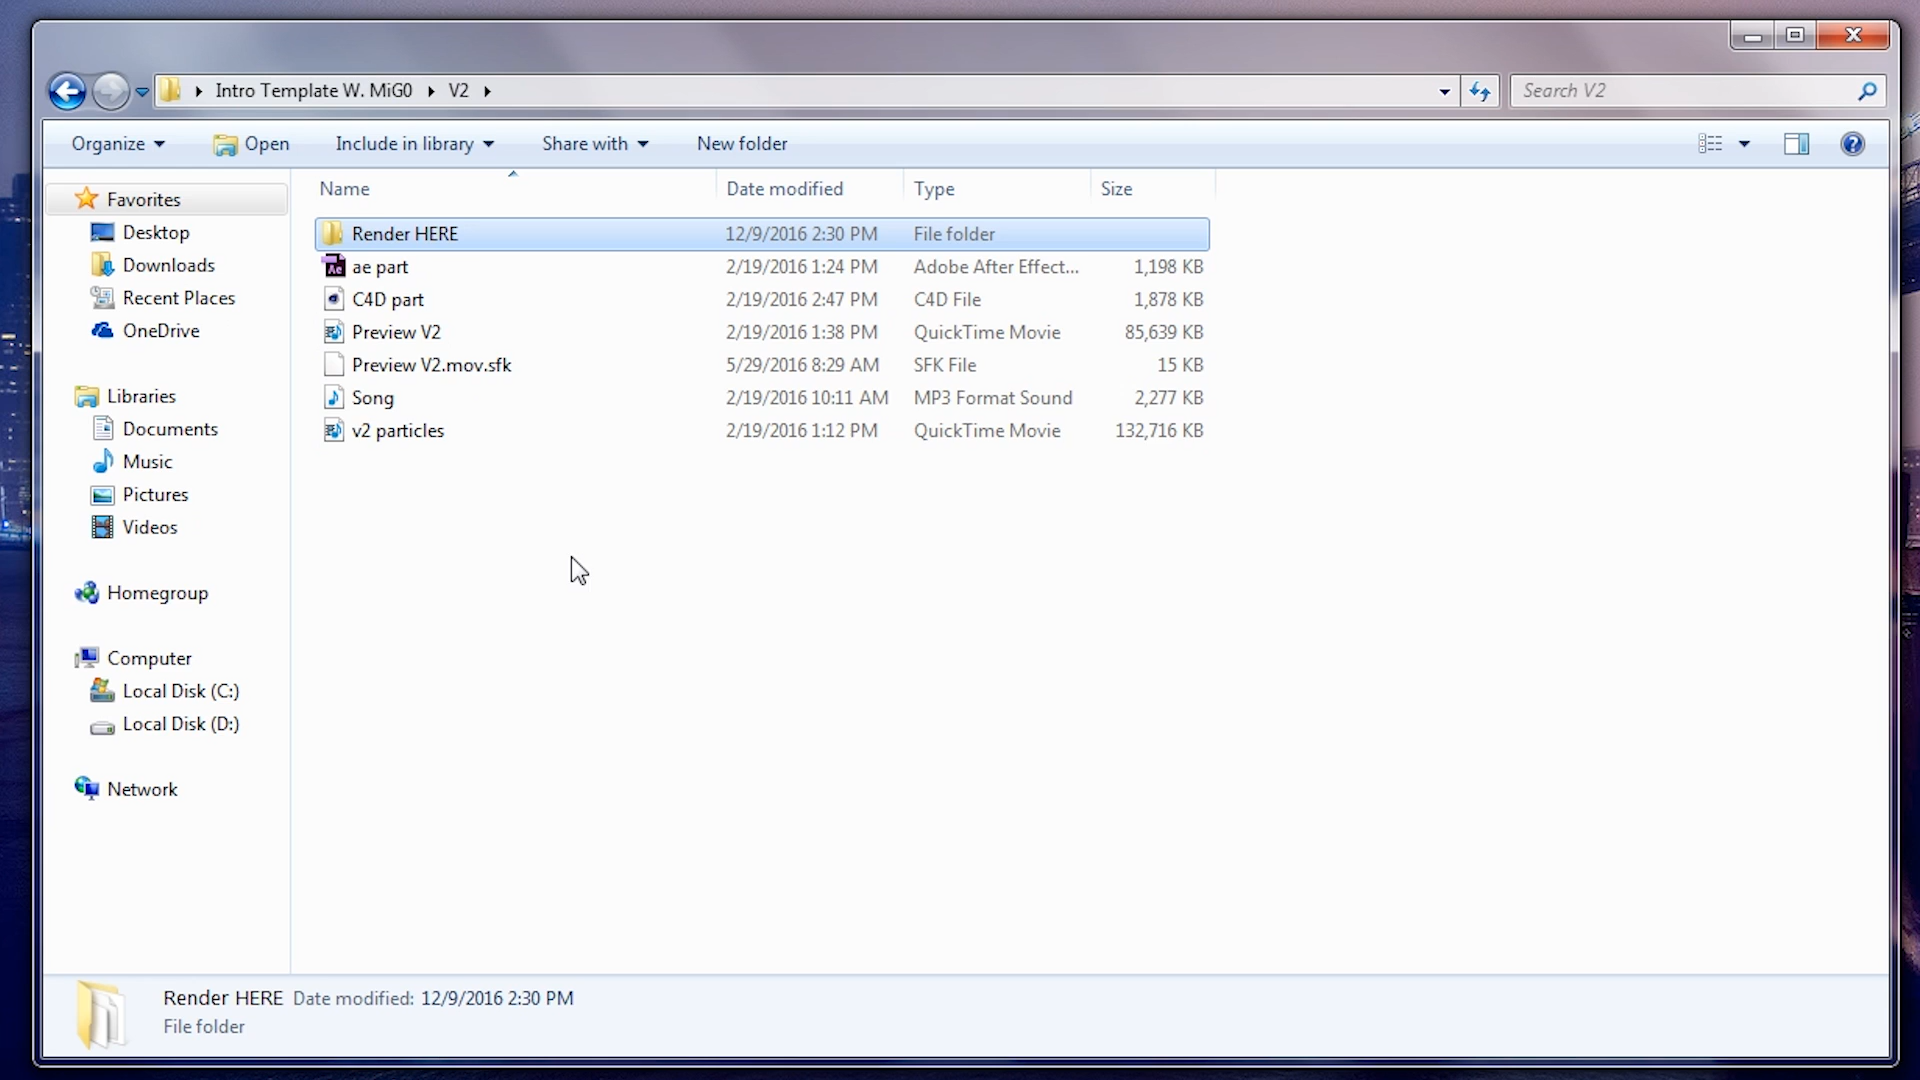 Intro Template W. MiG0 V2
Search V2
Organize Open Include in library Share with New folder
Name Date modified Type Size
Favorites
Desktop
Downloads
Recent Places
OneDrive
Libraries
Documents
Music
Pictures
Videos
Homegroup
Computer
Local Disk (C:)
Local Disk (D:)
Network
Render HERE 12/9/2016 2:30 PM File folder
Ae ae part 2/19/2016 1:24 PM Adobe After Effect... 1,198 KB
C4D part 2/19/2016 2:47 PM C4D File 1,878 KB
Preview V2 2/19/2016 1:38 PM QuickTime Movie 85,639 KB
Preview V2.mov.sfk 5/29/2016 8:29 AM SFK File 15 KB
Song 2/19/2016 10:11 AM MP3 Format Sound 2,277 KB
v2 particles 2/19/2016 1:12 PM QuickTime Movie 132,716 KB
Render HERE Date modified: 12/9/2016 2:30 PM
File folder